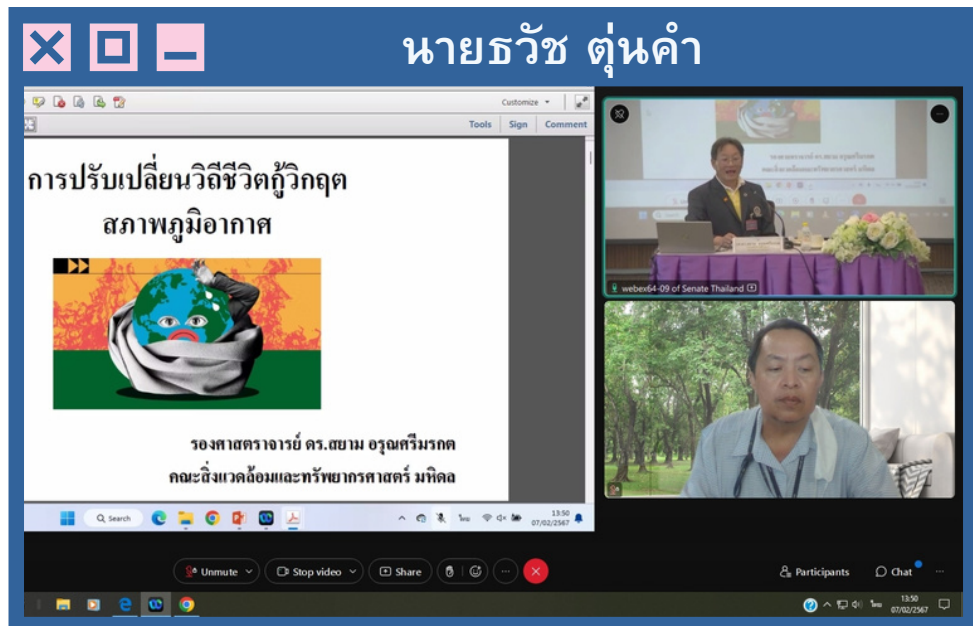 นายธวัช ตุ่นคำ
Customize
Tools Sign Comment
การปรับเปลี่ยนวิถีชีวิตกู้วิกฤต
สภาพภูมิอากาศ
รองศาสตราจารย์ ดร.สยาม อรุณศรีมรกต
คณะสิ่งแวดล้อมและทรัพยากรศาสตร์ มหิดล
webex64-09 of Senate Thailand
Search
13:50
07/02/2567
Unmute
Stop video
Share
Participants
Chat
13:50
07/02/2567